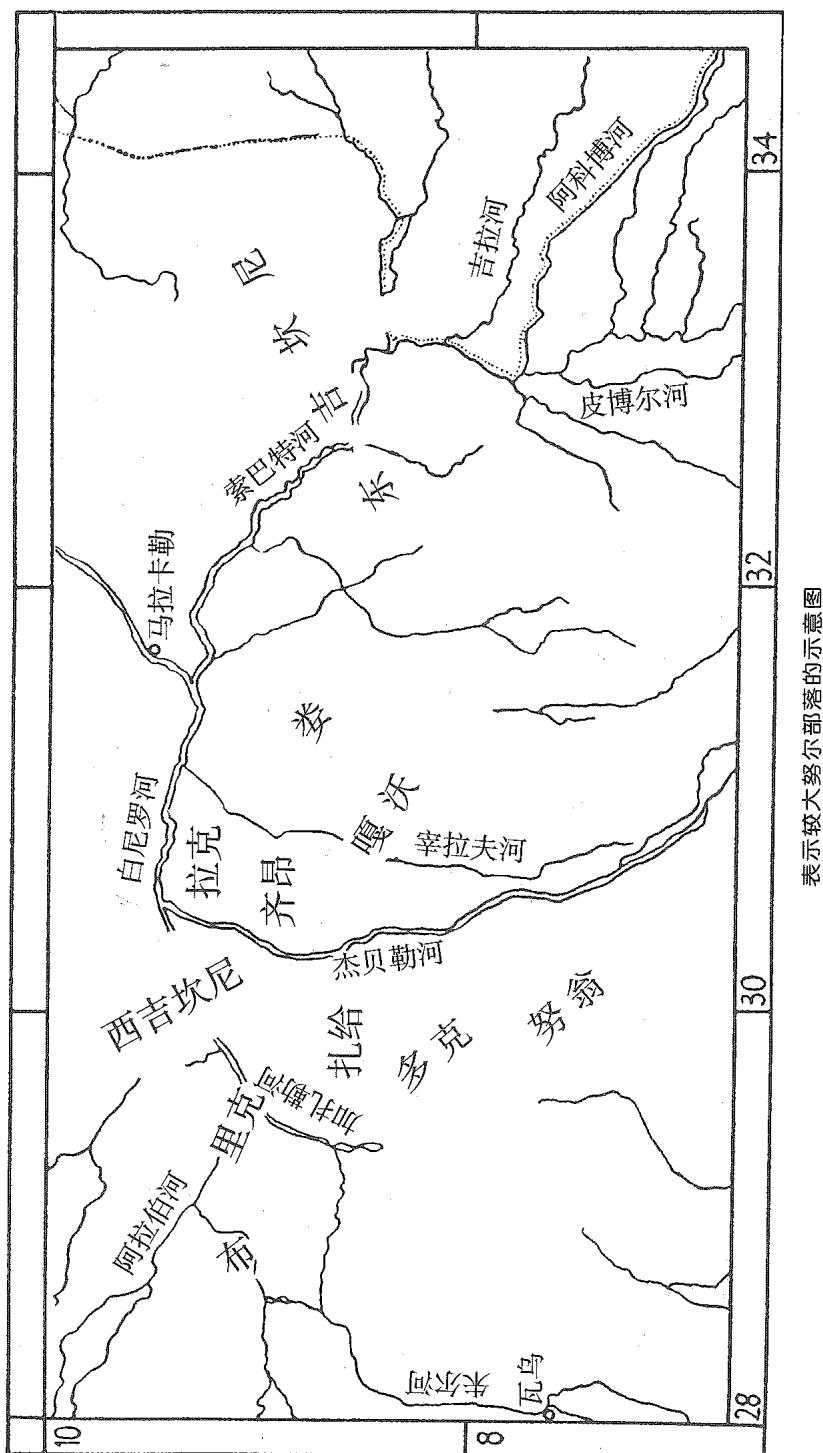 10
8
28
30
32
34
阿拉伯河
西吉坎尼
白尼罗河
马拉卡勒
索巴特河
东吉坎尼
吉拉河
阿科博河
皮博尔河
布里克
加扎勒河
扎给
拉克
齐昂
娄
嘎沃
宰拉夫河
杰贝勒河
多克
努翁
朱尔河
瓦乌
表示较大努尔部落的示意图